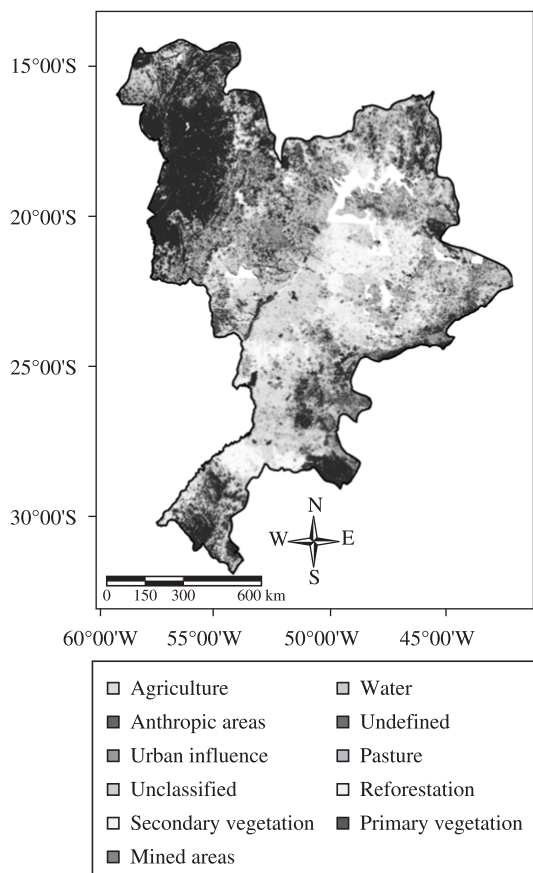 15°00'S
20°00'S
25°00'S
30°00'S
N
W E
S
0 150 300 600 km
60°00'W 55°00'W 50°00'W 45°00'W
Agriculture Water
Anthropic areas Undefined
Urban influence Pasture
Unclassified Reforestation
Secondary vegetation Primary vegetation
Mined areas